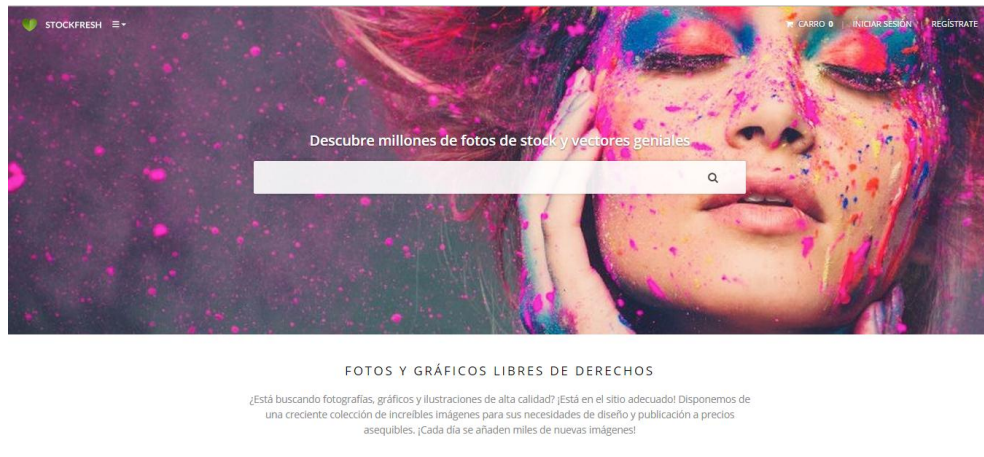 STOCKFRESH
CARRO 0 | INICIAR SESIÓN | REGÍSTRATE
Descubre millones de fotos de stock y vectores geniales
FOTOS Y GRÁFICOS LIBRES DE DERECHOS
¿Está buscando fotografías, gráficos y ilustraciones de alta calidad? ¡Está en el sitio adecuado! Disponemos de
una creciente colección de increíbles imágenes para sus necesidades de diseño y publicación a precios
asequibles. ¡Cada día se añaden miles de nuevas imágenes!